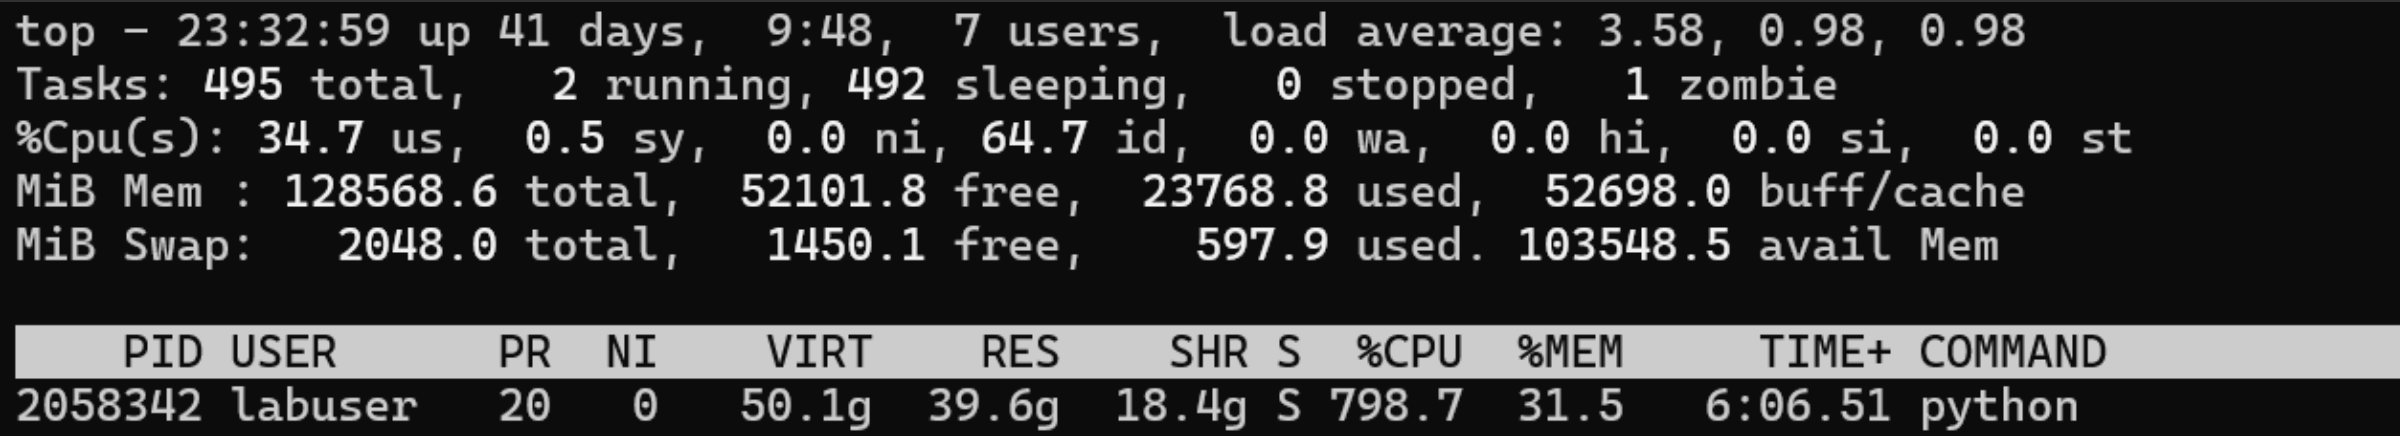 top - 23:32:59 up 41 days,  9:48,  7 users,  load average: 3.58, 0.98, 0.98
Tasks: 495 total,   2 running, 492 sleeping,   0 stopped,   1 zombie
%Cpu(s): 34.7 us,  0.5 sy,  0.0 ni, 64.7 id,  0.0 wa,  0.0 hi,  0.0 si,  0.0 st
MiB Mem : 128568.6 total,  52101.8 free,  23768.8 used,  52698.0 buff/cache
MiB Swap:   2048.0 total,   1450.1 free,    597.9 used. 103548.5 avail Mem
    PID USER      PR  NI    VIRT    RES    SHR S  %CPU  %MEM     TIME+ COMMAND
2058342 labuser   20   0   50.1g  39.6g  18.4g S 798.7  31.5   6:06.51 python